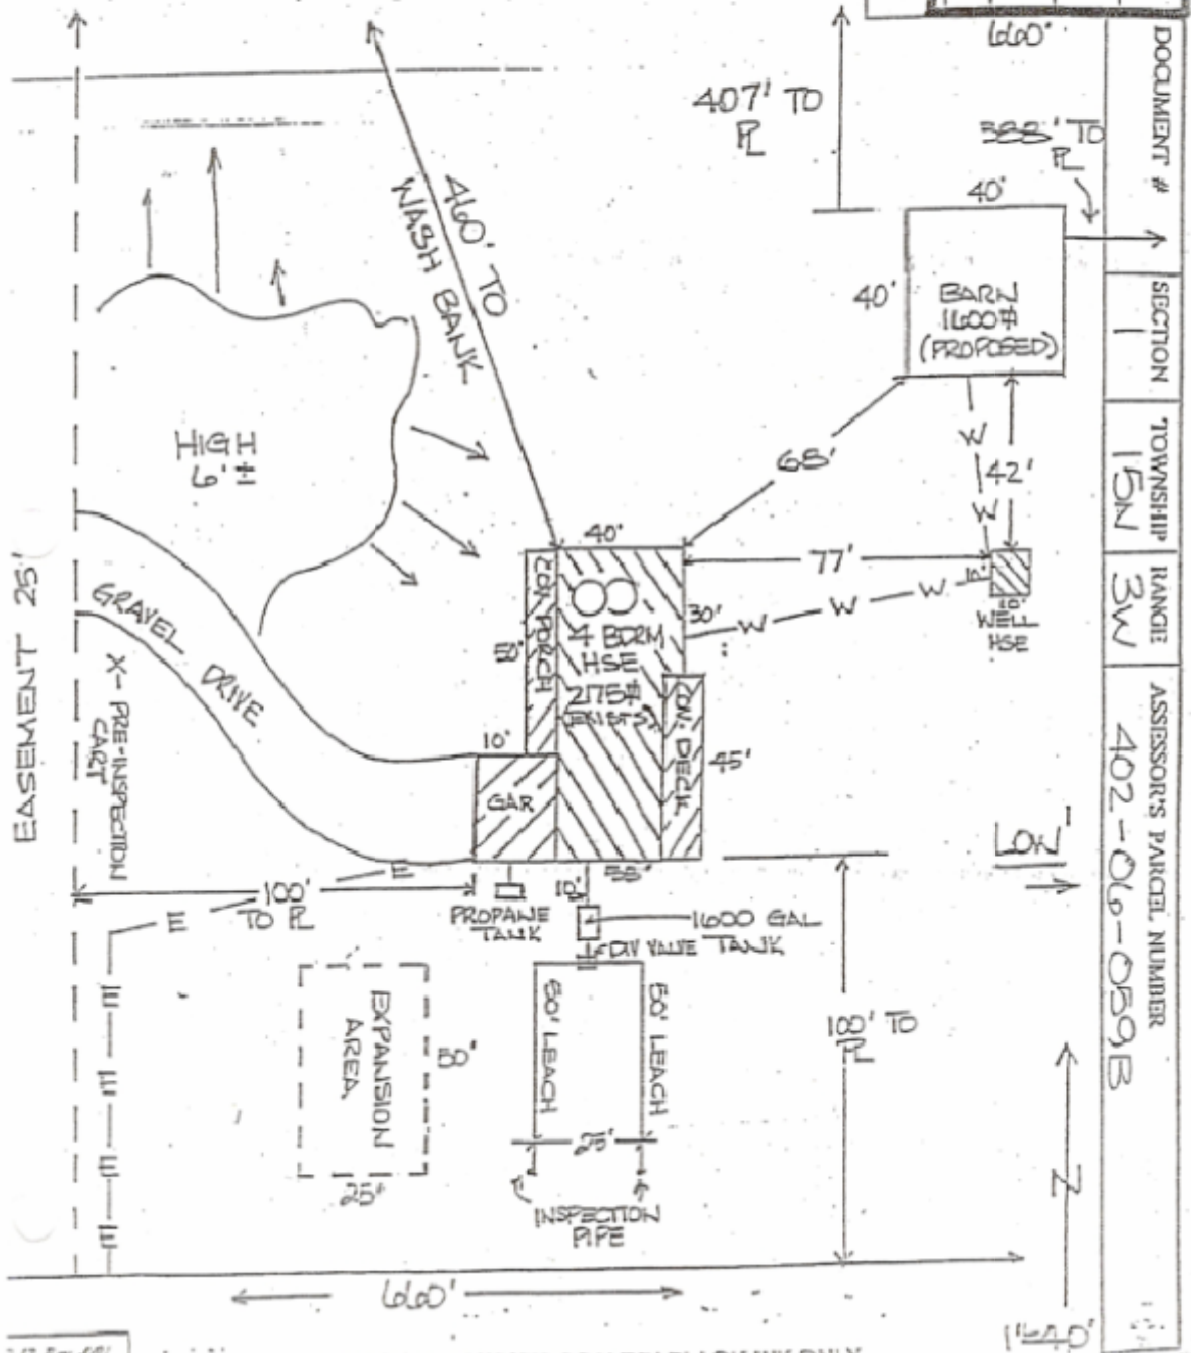 660'
407' TO
PL
388' TO
PL
40'
40'
BARN
1600#
(PROPOSED)
460' TO
WASH BANK
HIGH
6' ±
68'
W
W
42'
40'
77'
10'
W
W
W
WELL
HSE
30'
COV. PORCH
50'
4 BDRM
HSE
2175#
(EXISTS)
DECK
45'
GRAVEL DRIVE
EASEMENT 25'
X- PRE-INSPECTION
CART
10'
GAR
LOW
E
E
100'
TO PL
PROPANE
TANK
10'
1600 GAL
TANK
DIV VALVE
EXPANSION
AREA
50'
25'
50' LEACH
50' LEACH
25'
INSPECTION
PIPE
100' TO
PL
E
E
E
E
N
660'
DOCUMENT #
SECTION
1
TOWNSHIP
15N
RANGE
3W
ASSESSOR'S PARCEL NUMBER
402-06-059B